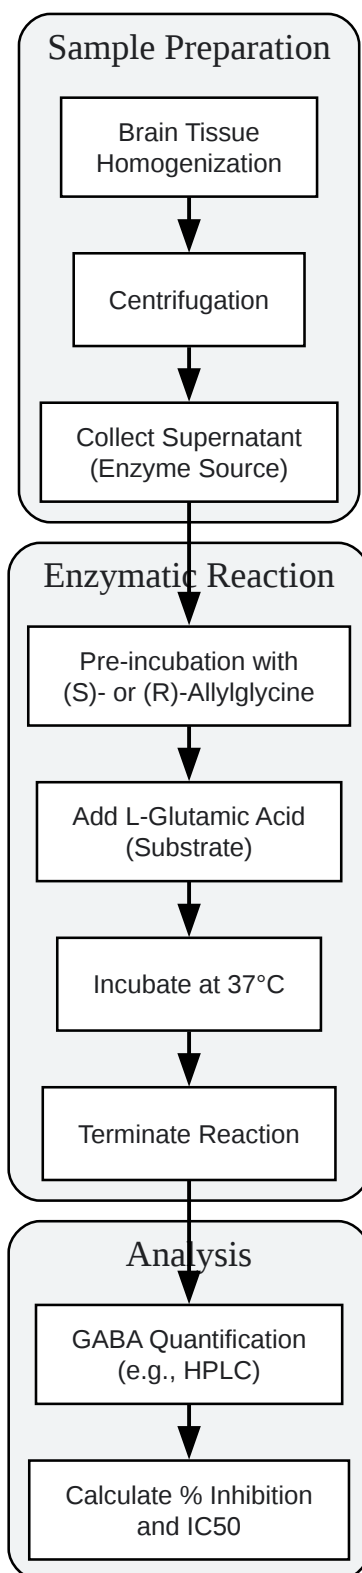 Sample Preparation
Brain Tissue
Homogenization
Centrifugation
Collect Supernatant
(Enzyme Source)
Enzymatic Reaction
Pre-incubation with
(S)- or (R)-Allylglycine
Add L-Glutamic Acid
(Substrate)
Incubate at 37°C
Terminate Reaction
Analysis
GABA Quantification
(e.g., HPLC)
Calculate % Inhibition
and IC50